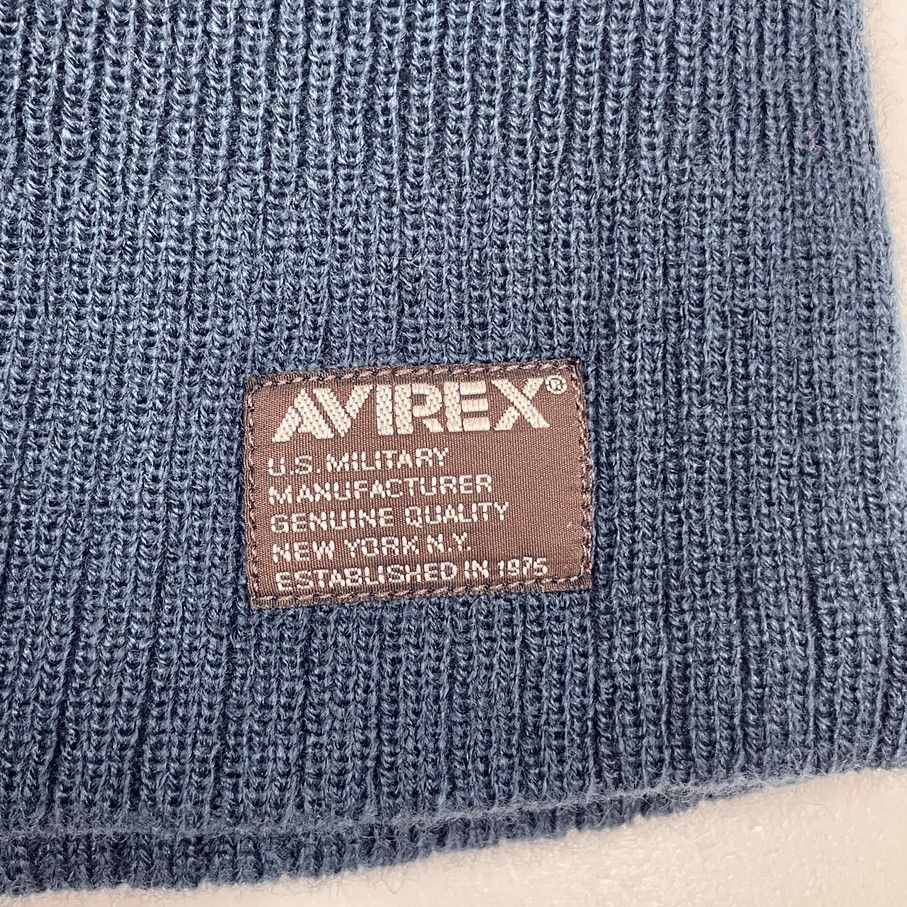 AVIREX®
U.S. MILITARY
MANUFACTURER
GENUINE QUALITY
NEW YORK N.Y.
ESTABLISHED IN 1975